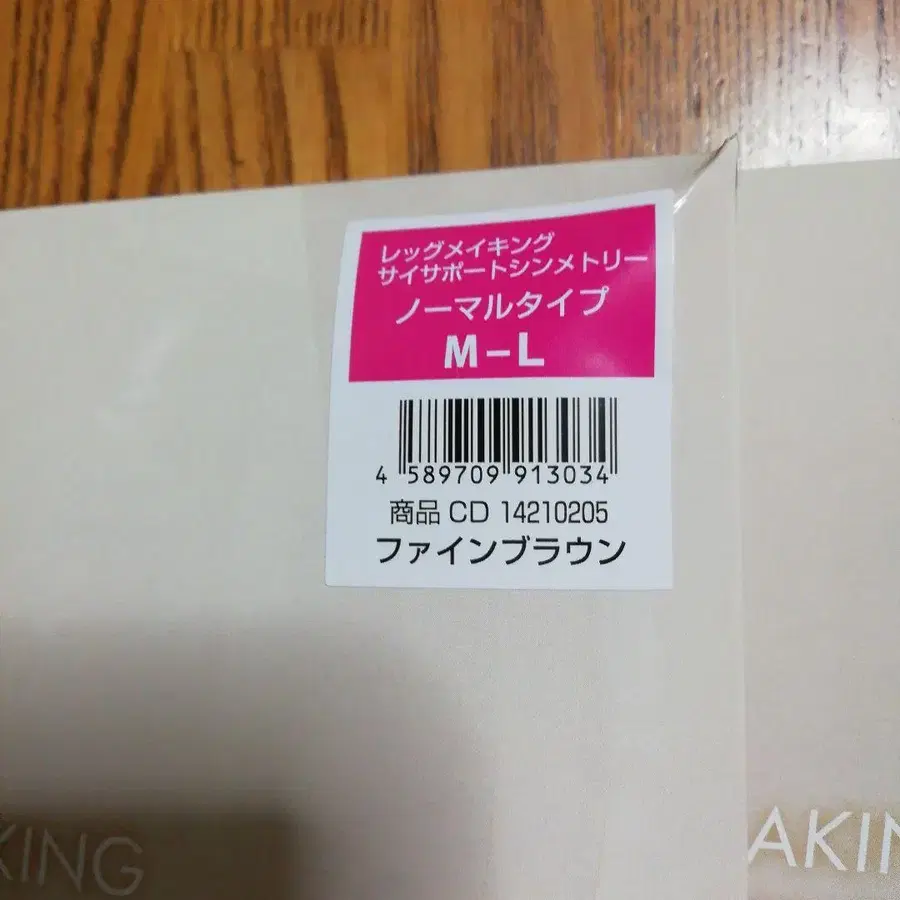 レッグメイキング
サイサポートシンメトリー
ノーマルタイプ
M-L
4 589709 913034
商品 CD 14210205
ファインブラウン
KING
AKIN